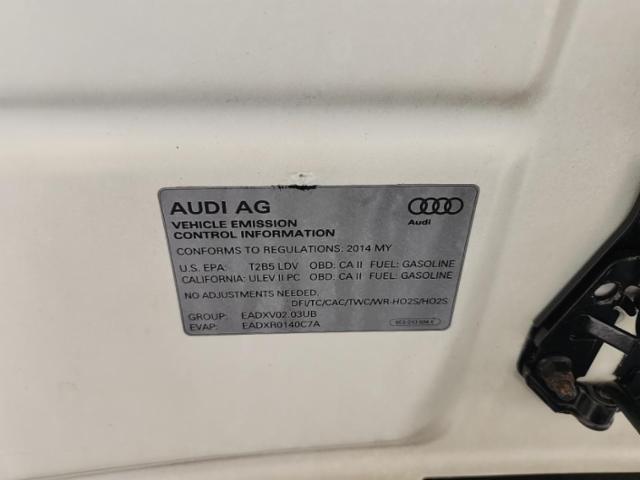 AUDI AG
Audi
VEHICLE EMISSION
CONTROL INFORMATION
CONFORMS TO REGULATIONS: 2014 MY
U.S. EPA: T2B5 LDV OBD: CA II FUEL: GASOLINE
CALIFORNIA: ULEV II PC OBD: CA II FUEL: GASOLINE
NO ADJUSTMENTS NEEDED.
DFI/TC/CAC/TWC/WR-HO2S/HO2S
GROUP: EADXV02.03UB
EVAP: EADXR0140C7A